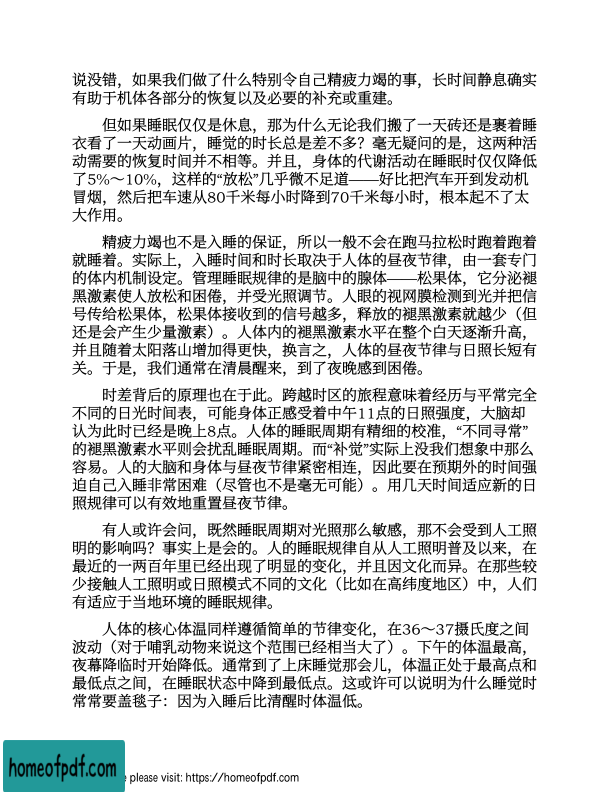 说没错，如果我们做了什么特别令自己精疲力竭的事，长时间静息确实
有助于机体各部分的恢复以及必要的补充或重建。
但如果睡眠仅仅是休息，那为什么无论我们搬了一天砖还是裹着睡
衣看了一天动画片，睡觉的时长总是差不多？毫无疑问的是，这两种活
动需要的恢复时间并不相等。并且，身体的代谢活动在睡眠时仅仅降低
了5%～10%，这样的“放松”几乎微不足道——好比把汽车开到发动机
冒烟，然后把车速从80千米每小时降到70千米每小时，根本起不了太
大作用。
精疲力竭也不是入睡的保证，所以一般不会在跑马拉松时跑着跑着
就睡着。实际上，入睡时间和时长取决于人体的昼夜节律，由一套专门
的体内机制设定。管理睡眠规律的是脑中的腺体——松果体，它分泌褪
黑激素使人放松和困倦，并受光照调节。人眼的视网膜检测到光并把信
号传给松果体，松果体接收到的信号越多，释放的褪黑激素就越少（但
还是会产生少量激素）。人体内的褪黑激素水平在整个白天逐渐升高，
并且随着太阳落山增加得更快，换言之，人体的昼夜节律与日照长短有
关。于是，我们通常在清晨醒来，到了夜晚感到困倦。
时差背后的原理也在于此。跨越时区的旅程意味着经历与平常完全
不同的日光时间表，可能身体正感受着中午11点的日照强度，大脑却
认为此时已经是晚上8点。人体的睡眠周期有精细的校准，“不同寻常”
的褪黑激素水平则会扰乱睡眠周期。而“补觉”实际上没我们想象中那么
容易。人的大脑和身体与昼夜节律紧密相连，因此要在预期外的时间强
迫自己入睡非常困难（尽管也不是毫无可能）。用几天时间适应新的日
照规律可以有效地重置昼夜节律。
有人或许会问，既然睡眠周期对光照那么敏感，那不会受到人工照
明的影响吗？事实上是会的。人的睡眠规律自从人工照明普及以来，在
最近的一两百年里已经出现了明显的变化，并且因文化而异。在那些较
少接触人工照明或日照模式不同的文化（比如在高纬度地区）中，人们
有适应于当地环境的睡眠规律。
人体的核心体温同样遵循简单的节律变化，在36～37摄氏度之间
波动（对于哺乳动物来说这个范围已经相当大了）。下午的体温最高，
夜幕降临时开始降低。通常到了上床睡觉那会儿，体温正处于最高点和
最低点之间，在睡眠状态中降到最低点。这或许可以说明为什么睡觉时
常常要盖毯子：因为入睡后比清醒时体温低。
homeofpdf.com
please visit: https://homeofpdf.com